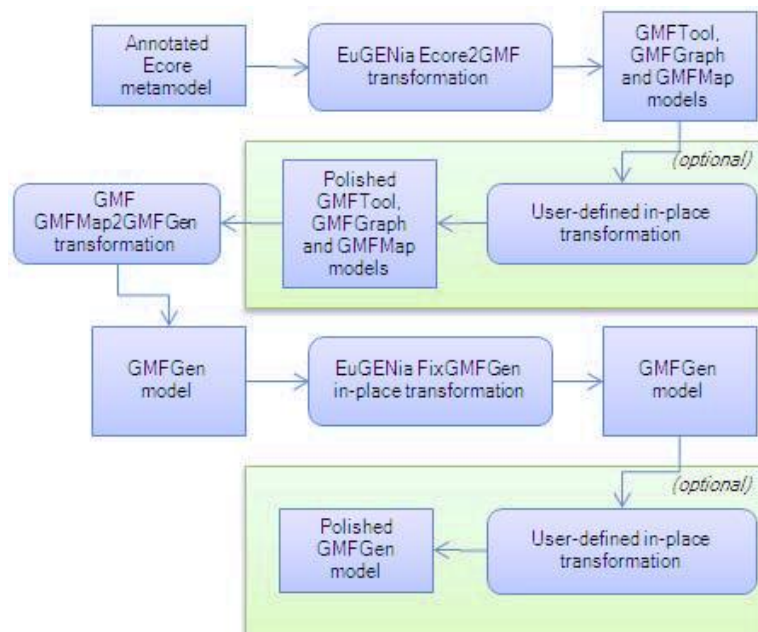 Annotated
Ecore
metamodel
EuGENia Ecore2GMF
transformation
GMFTool,
GMFGraph
and GMFMap
models
(optional)
GMF
GMFMap2GMFGen
transformation
Polished
GMFTool,
GMFGraph
and GMFMap
models
User-defined in-place
transformation
GMFGen
model
EuGENia FixGMFGen
in-place transformation
GMFGen
model
(optional)
Polished
GMFGen
model
User-defined in-place
transformation